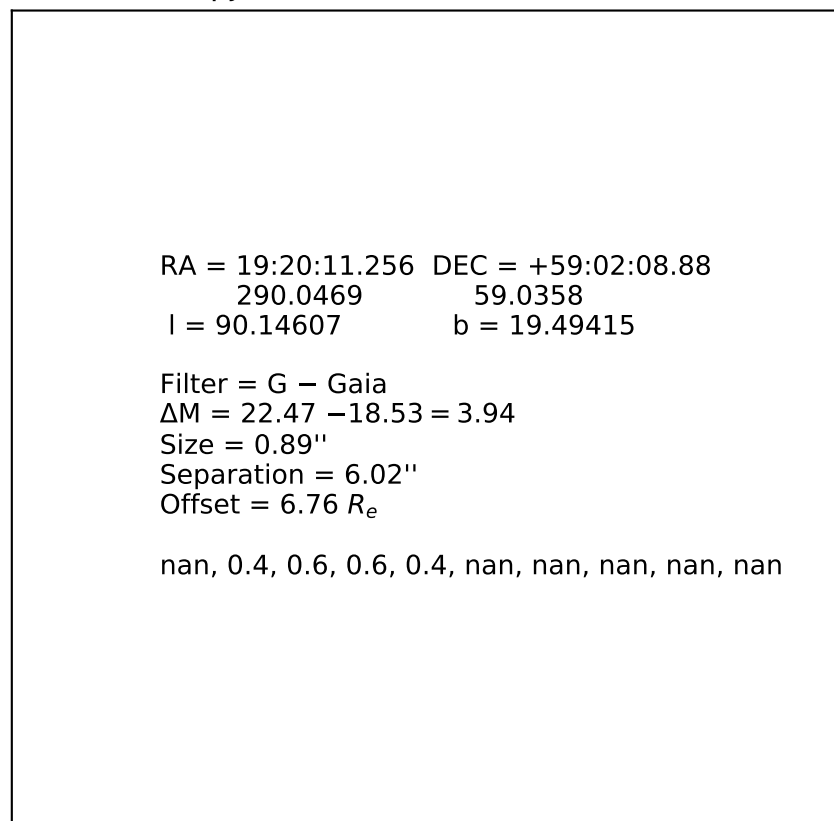 RA = 19:20:11.256 DEC = +59:02:08.88
290.0469 59.0358
l = 90.14607 b = 19.49415
Filter = G − Gaia
ΔM = 22.47 −18.53 = 3.94
Size = 0.89''
Separation = 6.02''
Offset = 6.76 Rₑ
nan, 0.4, 0.6, 0.6, 0.4, nan, nan, nan, nan, nan